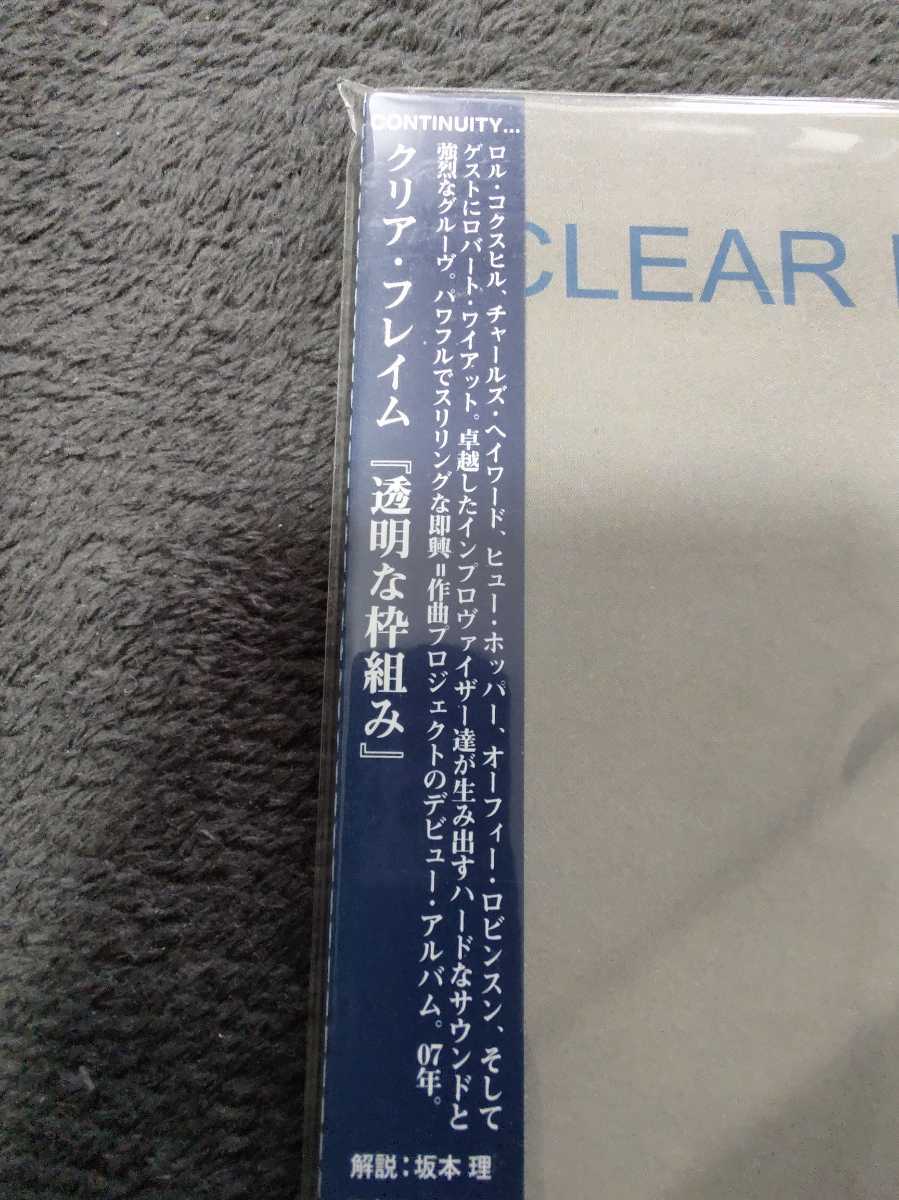 CONTINUITY...
ロル・コクスヒル、チャールズ・ヘイワード、ヒュー・ホッパー、オーフィー・ロビンスン、そして
ゲストにロバート・ワイアット。卓越したインプロヴァイザー達が生み出すハードなサウンドと
強烈なグルーヴ。パワフルでスリリングな即興=作曲プロジェクトのデビュー・アルバム。07年。
クリア・フレイム『透明な枠組み』
解説:坂本 理
CLEAR